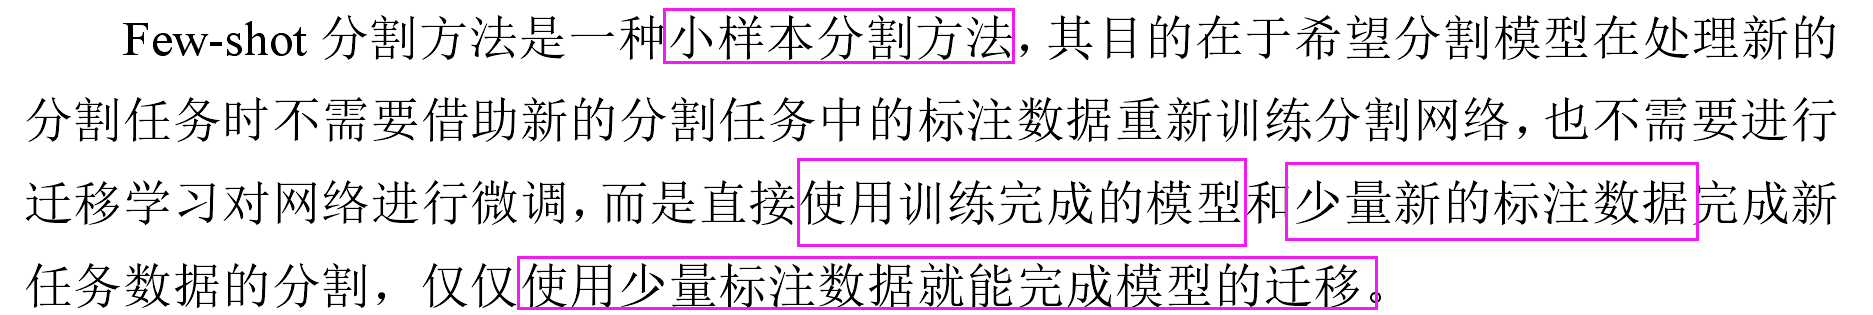 Few-shot 分割方法是一种小样本分割方法，其目的在于希望分割模型在处理新的
分割任务时不需要借助新的分割任务中的标注数据重新训练分割网络，也不需要进行
迁移学习对网络进行微调，而是直接使用训练完成的模型和少量新的标注数据完成新
任务数据的分割，仅仅使用少量标注数据就能完成模型的迁移。